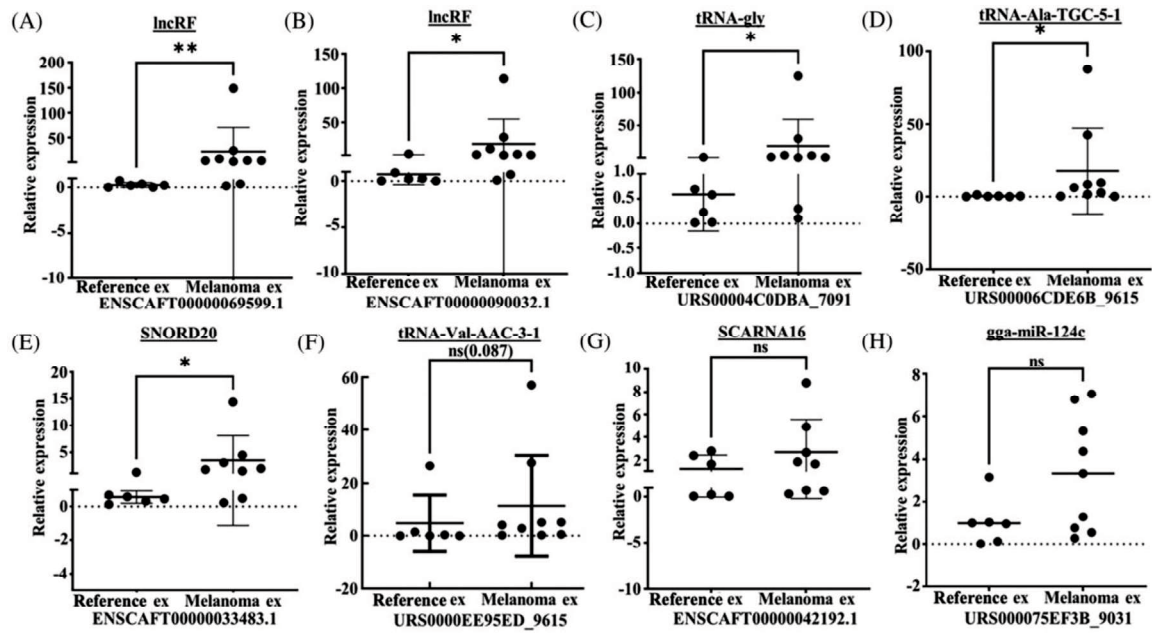 (A)
lncRF
**
Relative expression
200
150
100
50
0
-5
-10
Reference ex Melanoma ex
ENSCAFT00000069599.1
(B)
lncRF
*
Relative expression
150
100
50
0
-5
-10
Reference ex Melanoma ex
ENSCAFT00000090032.1
(C)
tRNA-gly
*
Relative expression
150
100
50
1.0
0.5
0.0
-0.5
-1.0
Reference ex Melanoma ex
URS00004C0DBA_7091
(D)
tRNA-Ala-TGC-5-1
*
Relative expression
100
50
0
-50
Reference ex Melanoma ex
URS00006CDE6B_9615
(E)
SNORD20
*
Relative expression
20
15
10
5
0
-2
-4
Reference ex Melanoma ex
ENSCAFT00000033483.1
(F)
tRNA-Val-AAC-3-1
ns(0.087)
Relative expression
60
40
20
0
-20
Reference ex Melanoma ex
URS0000EE95ED_9615
(G)
SCARNA16
ns
Relative expression
10
8
6
4
2
0
-5
-10
Reference ex Melanoma ex
ENSCAFT00000042192.1
(H)
gga-miR-124c
ns
Relative expression
8
6
4
2
0
-2
Reference ex Melanoma ex
URS000075EF3B_9031